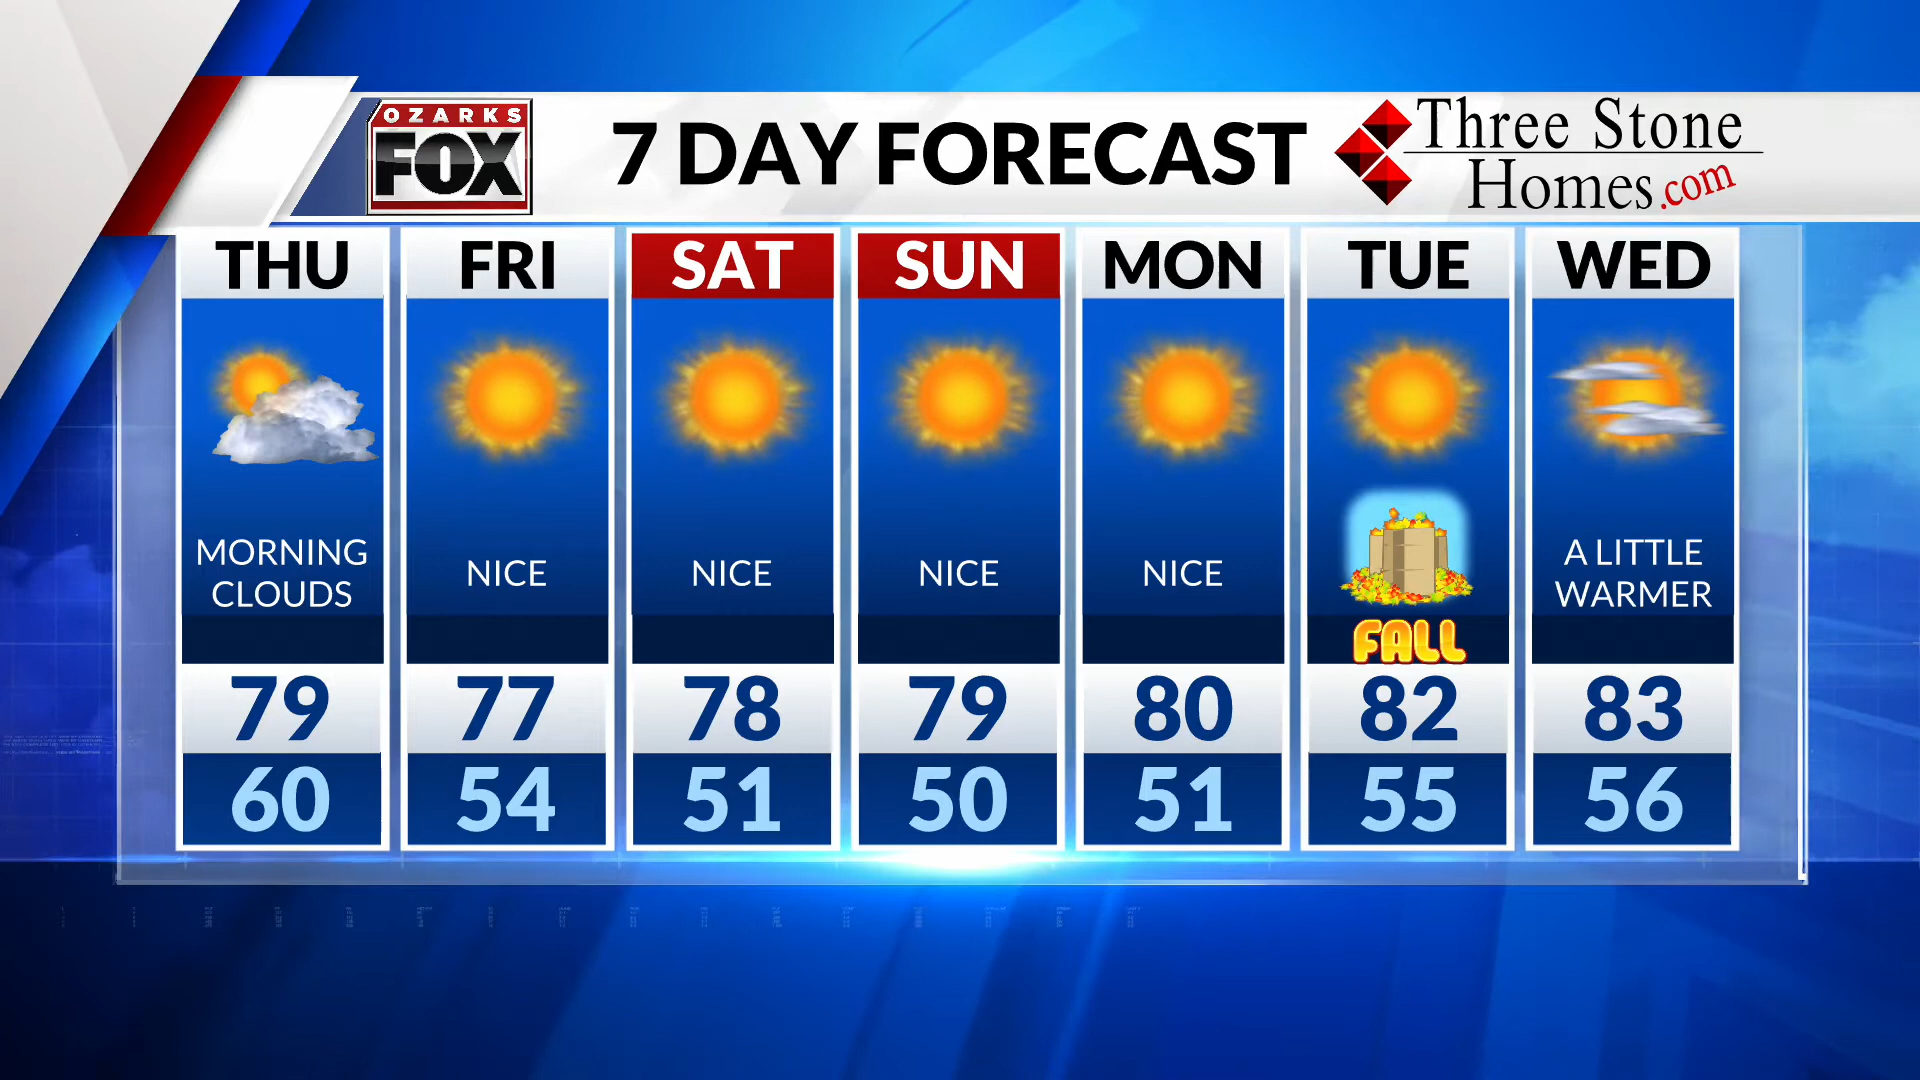 OZARKS
FOX
7 DAY FORECAST
Three Stone
Homes.com
THU FRI SAT SUN MON TUE WED
MORNING
CLOUDS
NICE
NICE
NICE
NICE
FALL
A LITTLE
WARMER
79 77 78 79 80 82 83
60 54 51 50 51 55 56